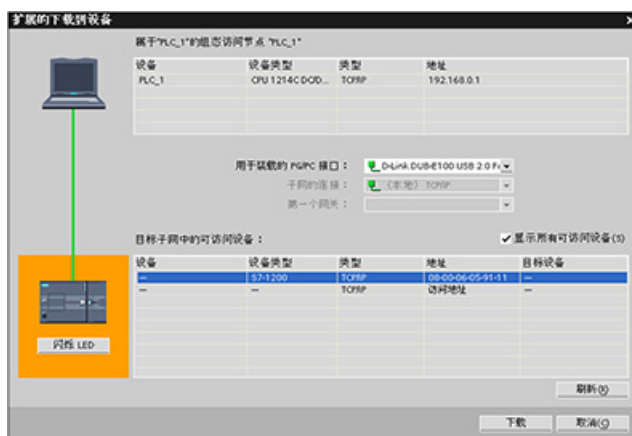 扩展的下载到设备
属于"PLC_1"的组态访问节点 "PLC_1"
设备 设备类型 类型 地址
PLC_1 CPU 1214C DC/D... TCP/IP 192.168.0.1
用于装载的 PG/PC 接口： D-Link DUB-E100 USB 2.0 Fa
子网的连接： （本地） TCP/IP
第一个网关：
目标子网中的可访问设备： 显示所有可访问设备(S)
设备 设备类型 类型 地址 目标设备
— S7-1200 TCP/IP 08-00-06-05-91-11 —
— — TCP/IP 访问地址 —
闪烁 LED
刷新(R)
下载 取消(C)